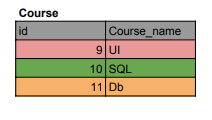 Course
id Course_name
9 UI
10 SQL
11 Db